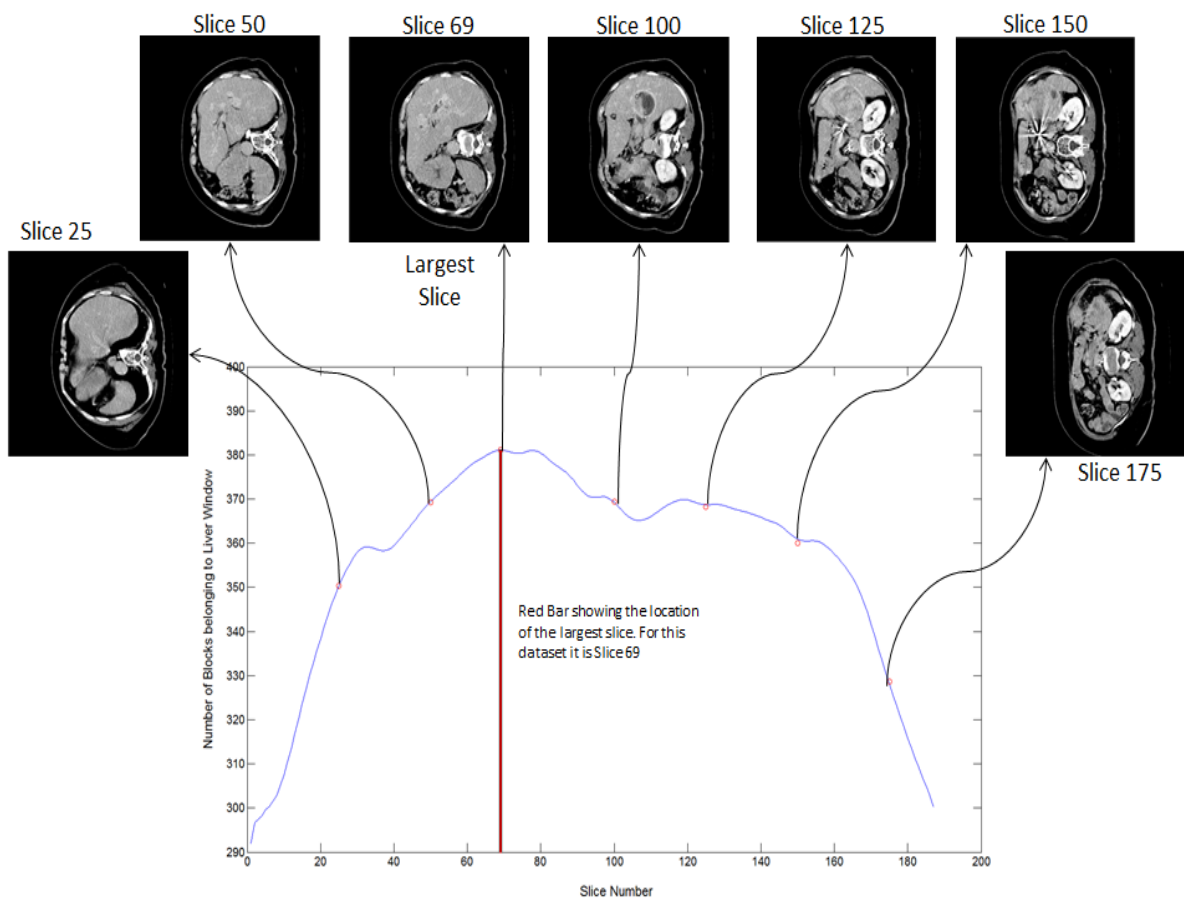 Slice 50
Slice 69
Slice 100
Slice 125
Slice 150
Slice 25
Largest
Slice
Slice 175
400
390
380
370
360
350
340
330
320
310
300
290
Number of Blocks belonging to Liver Window
Red Bar showing the location
of the largest slice. For this
dataset it is Slice 69
0
20
40
60
80
100
120
140
160
180
200
Slice Number